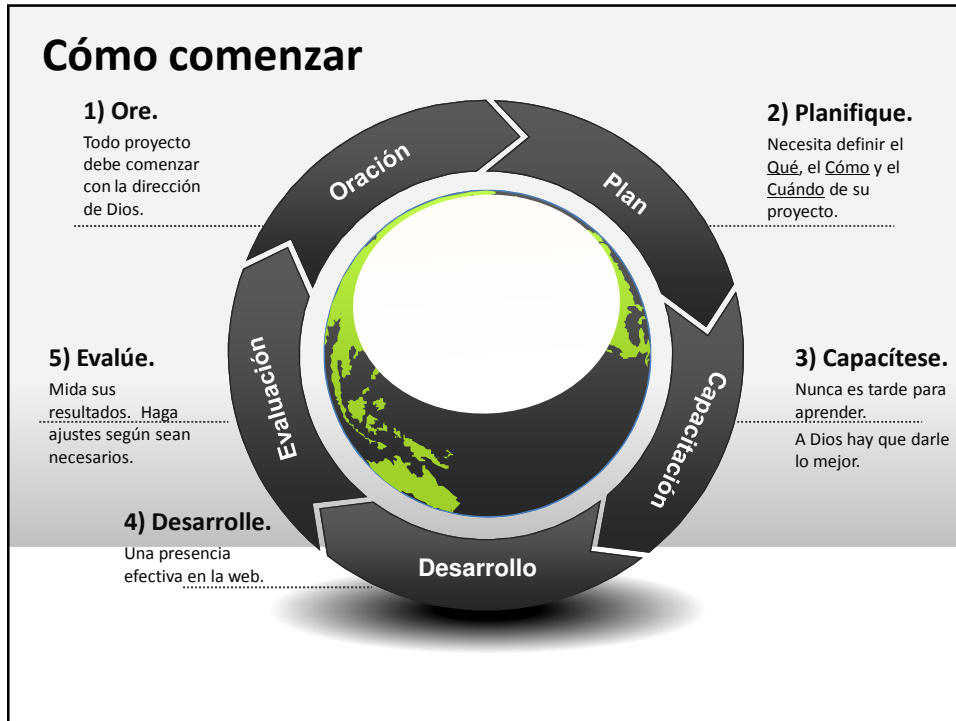 Cómo comenzar
1) Ore.
Todo proyecto
debe comenzar
con la dirección
de Dios.
2) Planifique.
Necesita definir el
Qué, el Cómo y el
Cuándo de su
proyecto.
3) Capacítese.
Nunca es tarde para
aprender.
A Dios hay que darle
lo mejor.
4) Desarrolle.
Una presencia
efectiva en la web.
5) Evalúe.
Mida sus
resultados.  Haga
ajustes según sean
necesarios.
Oración
Plan
Capacitación
Desarrollo
Evaluación